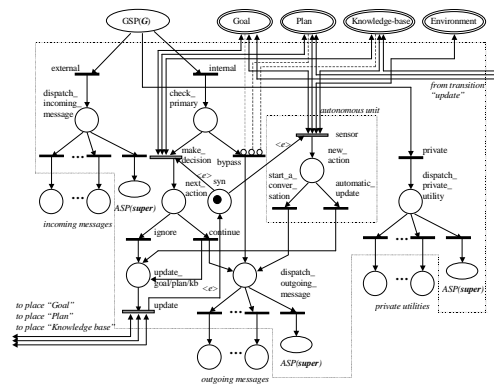 GSP(G)
Goal
Plan
Knowledge-base
Environment
external
internal
from transition
"update"
dispatch_
incoming_
message
check_
primary
autonomous unit
<e>
sensor
private
make_
decision
bypass
new_
action
dispatch_
private_
utility
<e>
next_
action
syn
start_a
conver_
sation
automatic_
update
ASP(super)
incoming messages
ignore
continue
update_
goal/plan/kb
dispatch_
outgoing_
message
<e>
update
ASP(super)
private utilities
to place "Goal"
to place "Plan"
to place "Knowledge base"
ASP(super)
outgoing messages